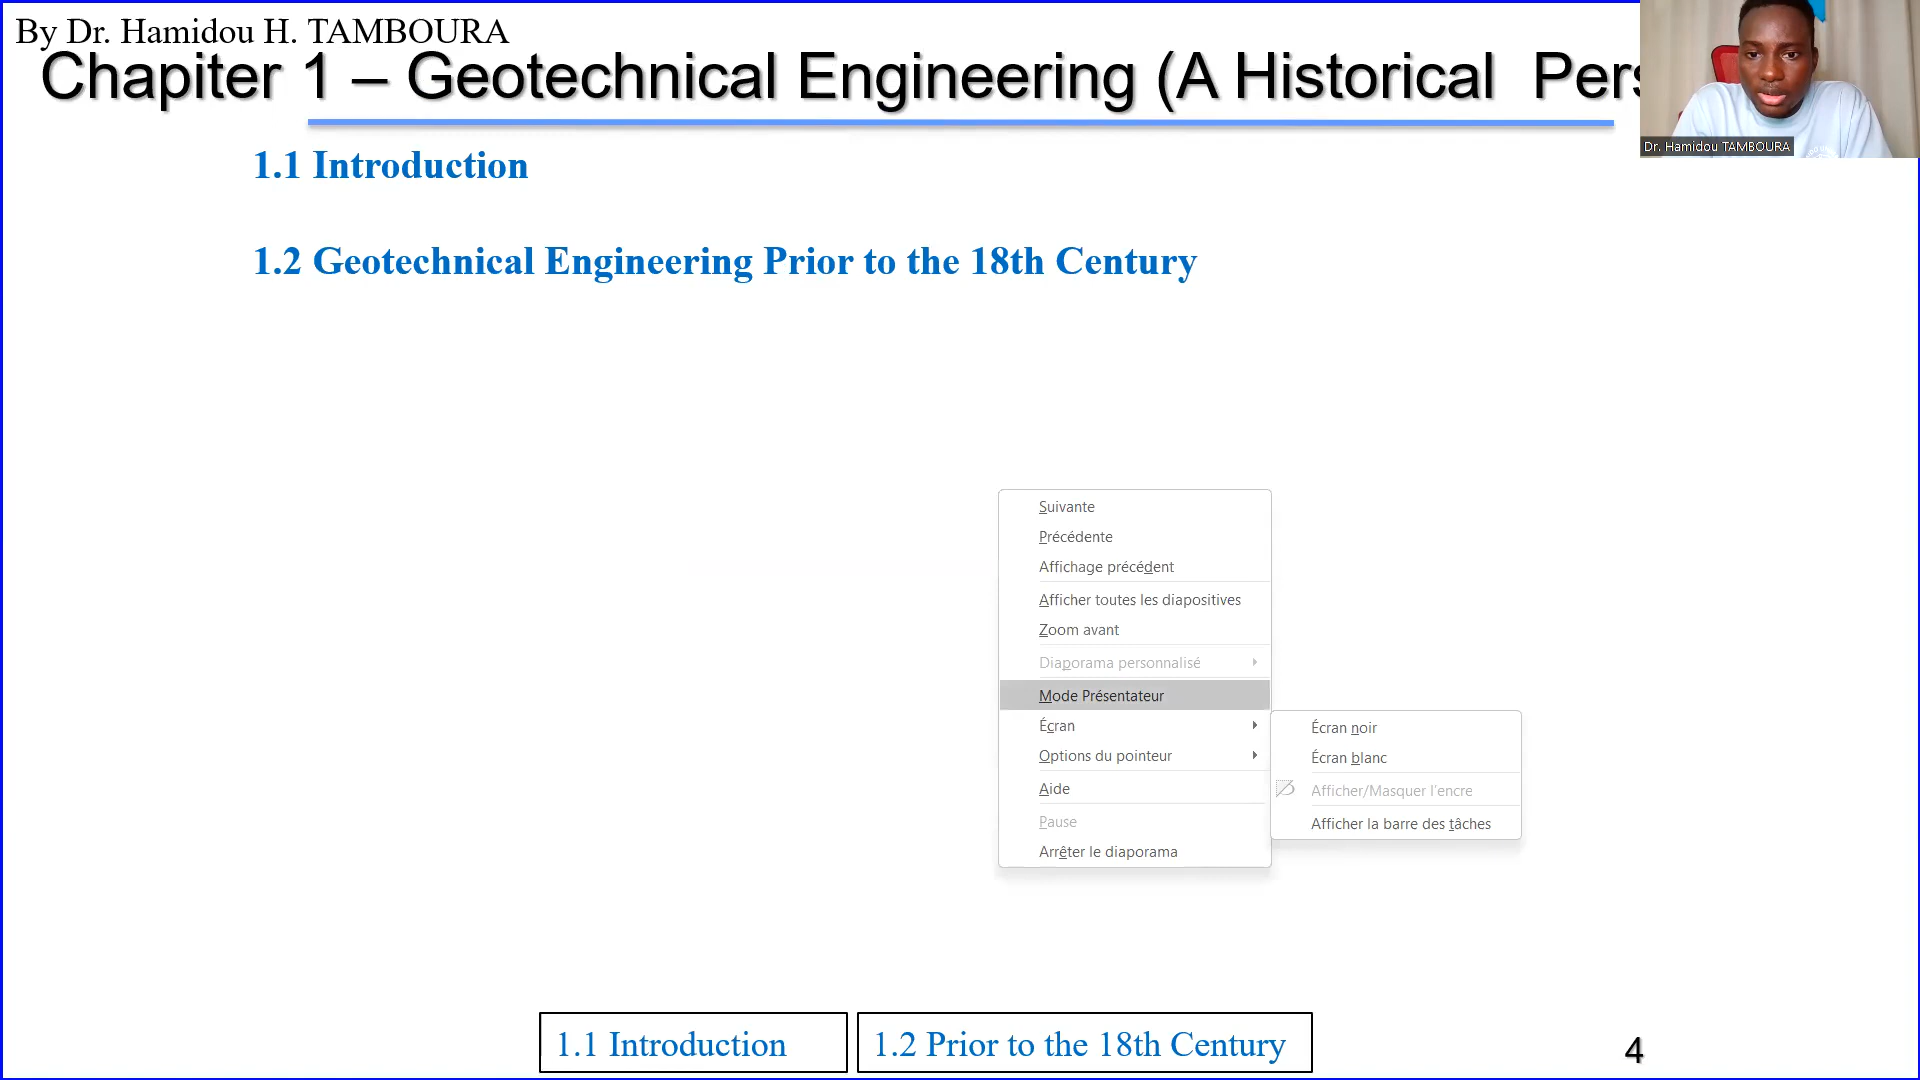 By Dr. Hamidou H. TAMBOURA
Chapiter 1 – Geotechnical Engineering (A Historical Pers
Dr. Hamidou TAMBOURA
1.1 Introduction
1.2 Geotechnical Engineering Prior to the 18th Century
Suivante
Précédente
Affichage précédent
Afficher toutes les diapositives
Zoom avant
Diaporama personnalisé
Mode Présentateur
Écran
Options du pointeur
Aide
Pause
Arrêter le diaporama
Écran noir
Écran blanc
Afficher/Masquer l'encre
Afficher la barre des tâches
1.1 Introduction
1.2 Prior to the 18th Century
4